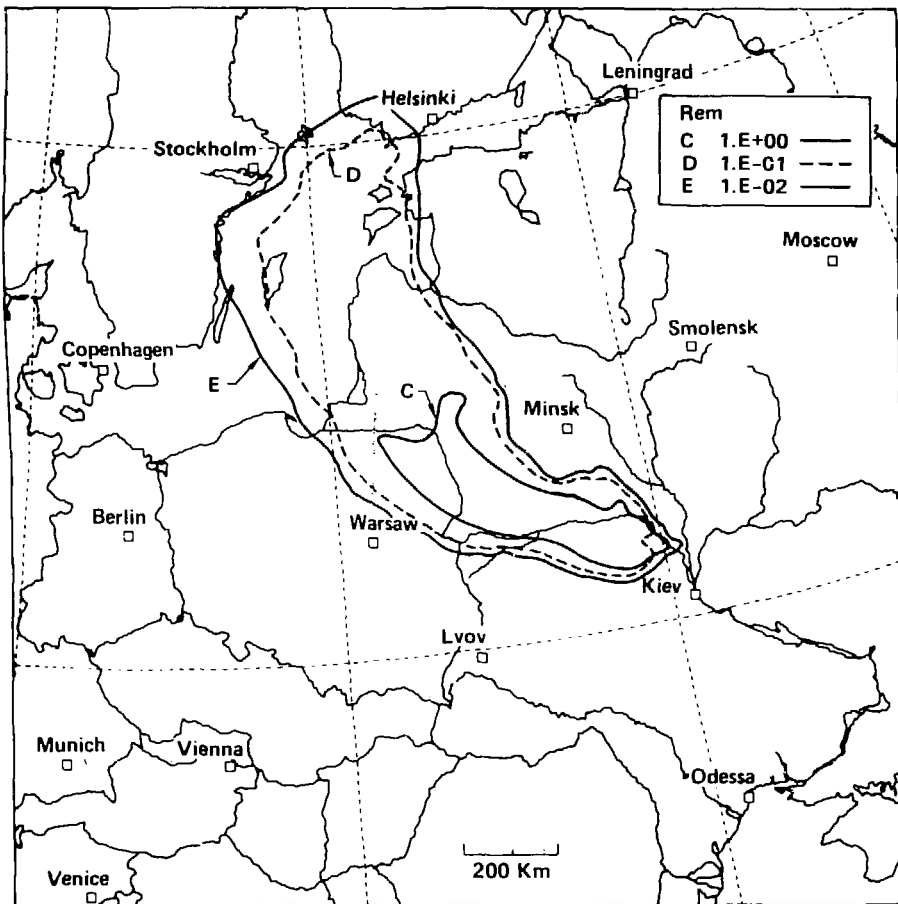 Leningrad
Helsinki
Rem
C 1.E+00
D 1.E-01
E 1.E-02
Stockholm
D
Moscow
Smolensk
Copenhagen
E
C
Minsk
Berlin
Warsaw
Kiev
Lvov
Munich
Vienna
Odessa
200 Km
Venice